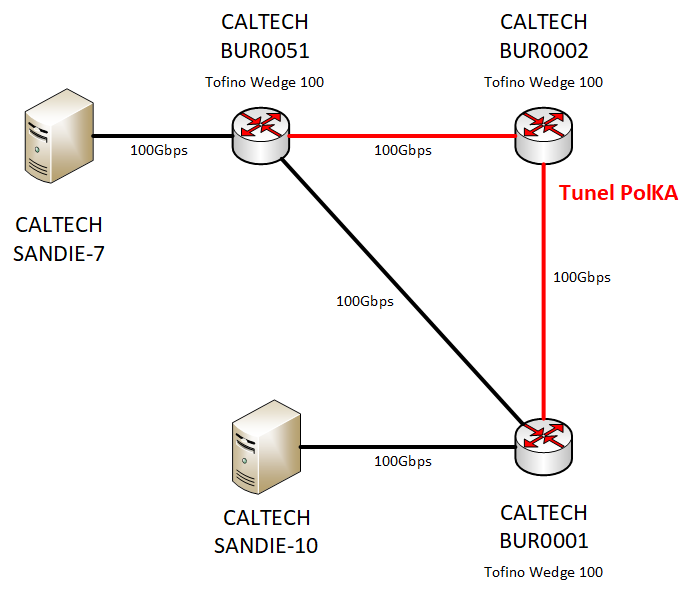 CALTECH
BUR0051
Tofino Wedge 100
CALTECH
BUR0002
Tofino Wedge 100
100Gbps
100Gbps
Tunel PolKA
CALTECH
SANDIE-7
100Gbps
100Gbps
100Gbps
CALTECH
SANDIE-10
CALTECH
BUR0001
Tofino Wedge 100